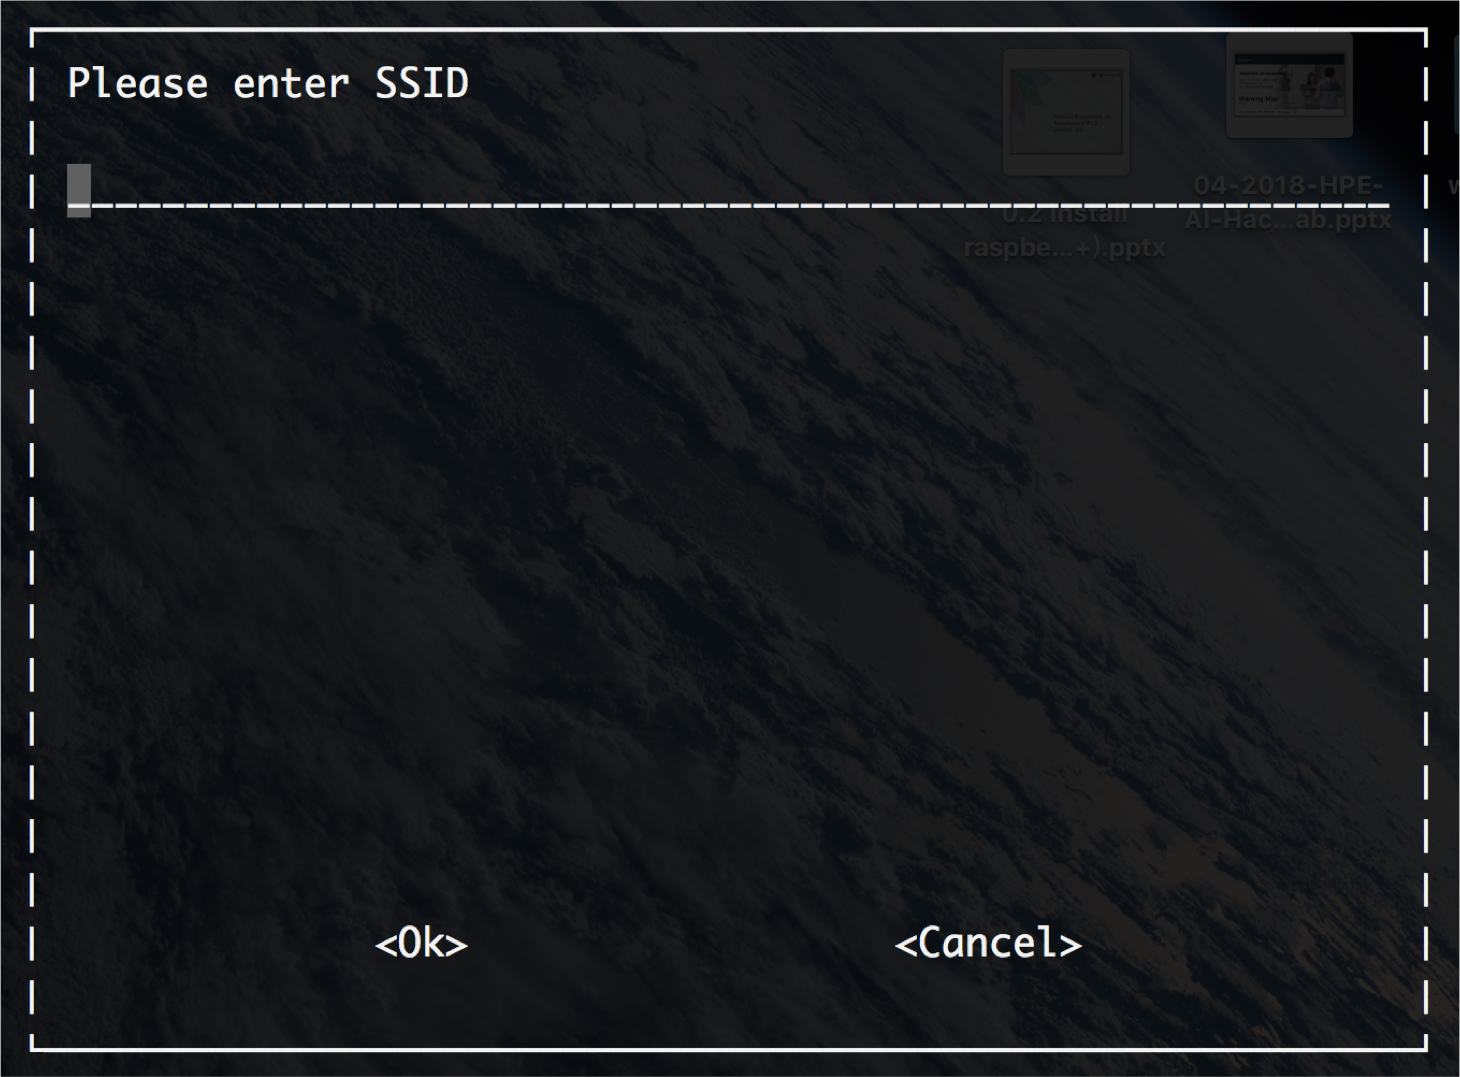 Please enter SSID
04-2018-HPE-
AI-Hac...ab.pptx
0.2 install
raspbe...+).pptx
<Ok> <Cancel>